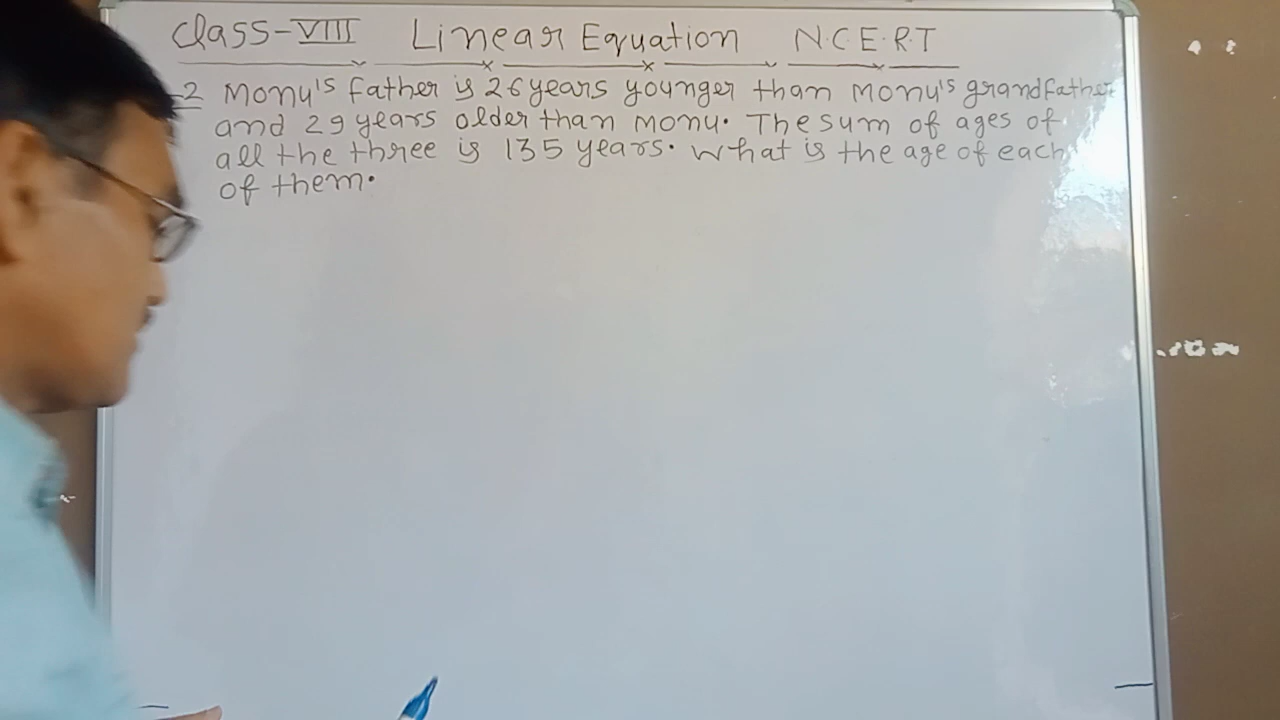 Class-VIII Linear Equation N.C.E.R.T
2 Monu's father is 26 years younger than Monu's grandfather
and 29 years older than Monu. The sum of ages of
all the three is 135 years. What is the age of each
of them.